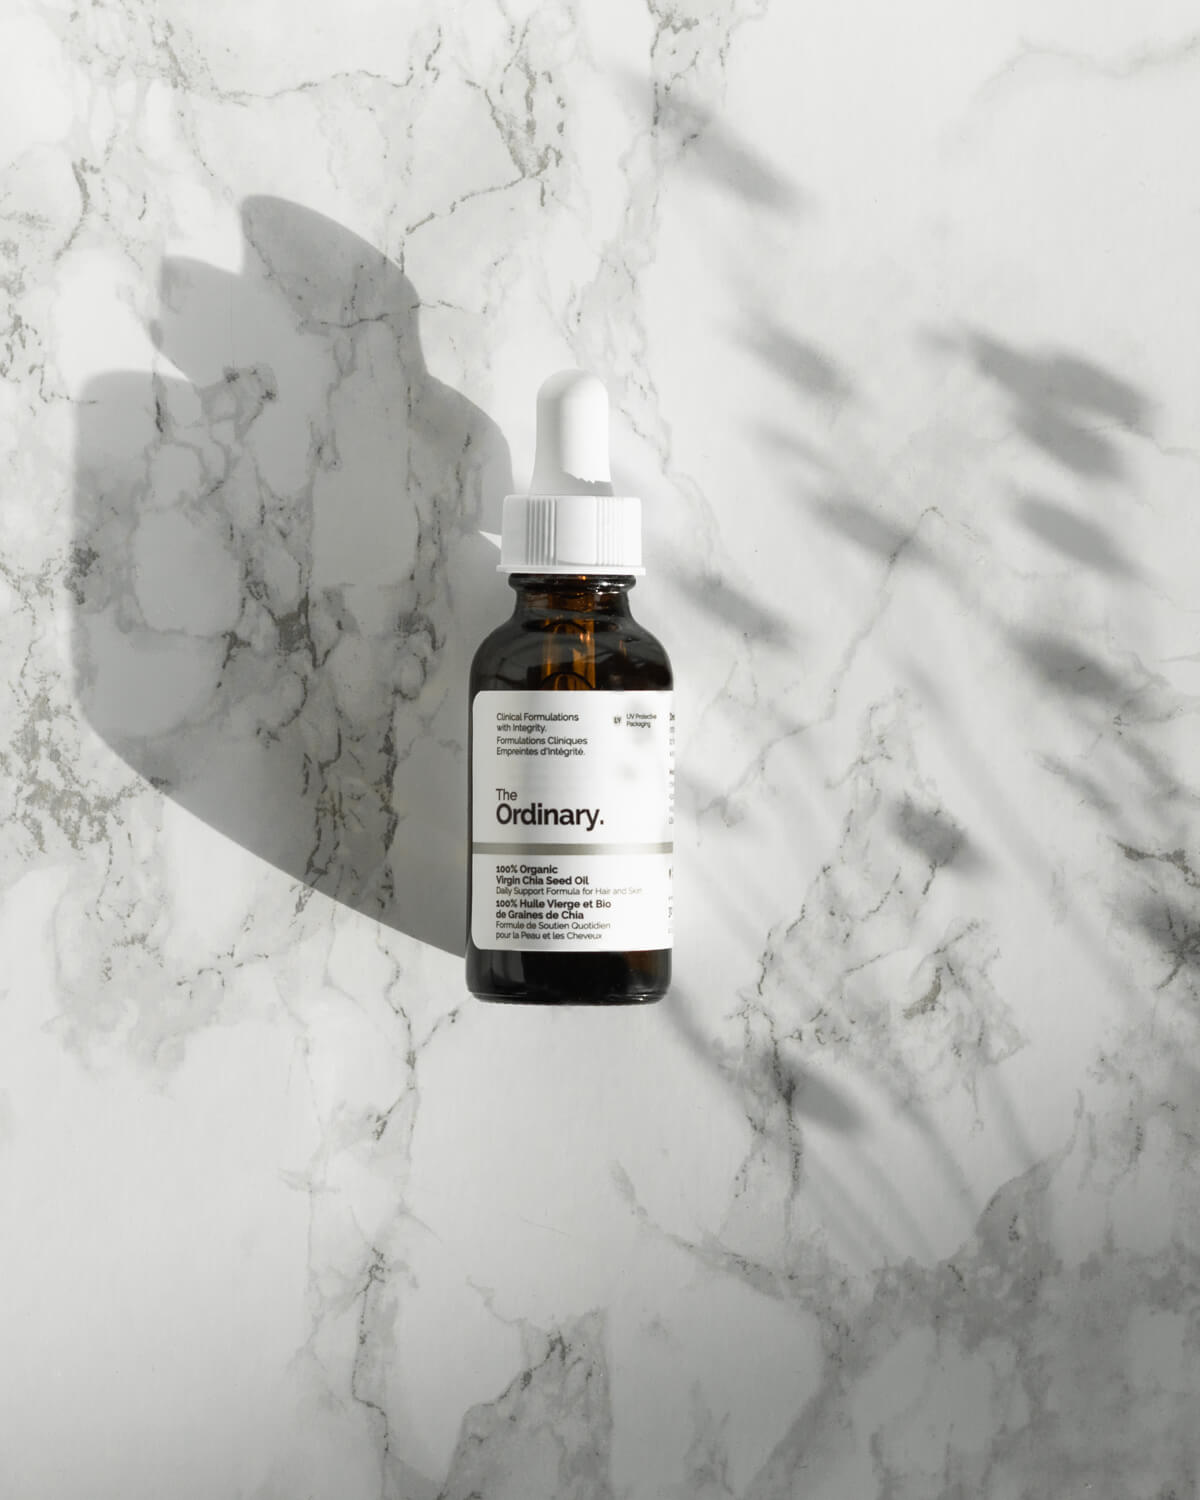 Clinical Formulations
with Integrity.
Formulations Cliniques
Empreintes d'Intégrité.
UV Protective
Packaging
The
Ordinary.
100% Organic
Virgin Chia Seed Oil
Daily Support Formula for Hair and Skin
100% Huile Vierge et Bio
de Graines de Chia
Formule de Soutien Quotidien
pour la Peau et les Cheveux